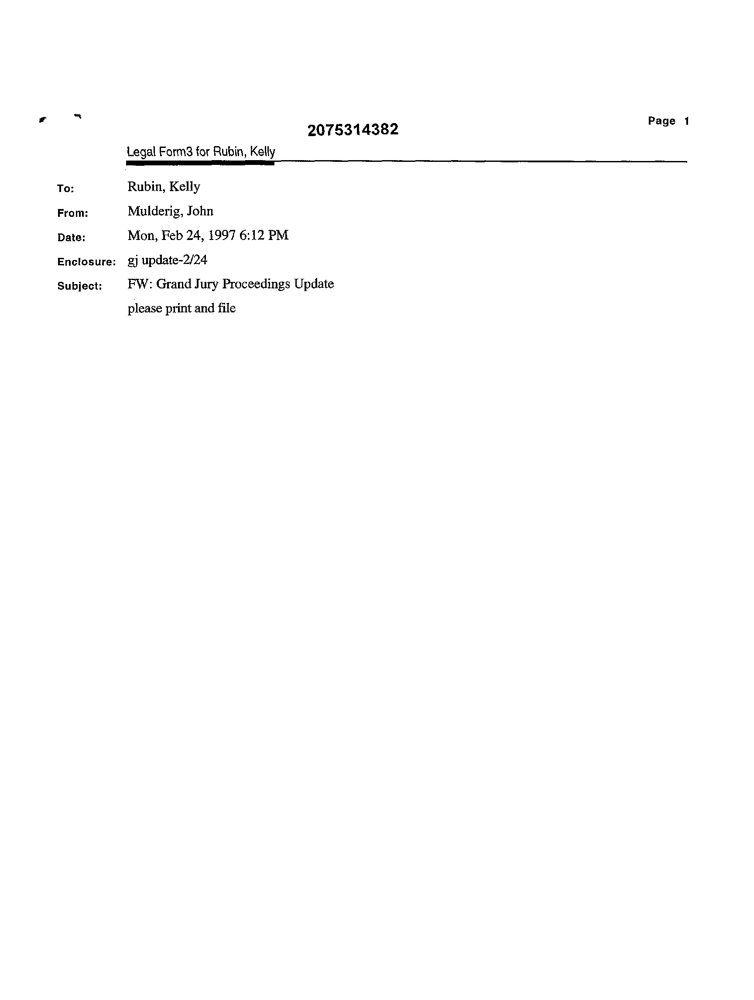 2075314382
Page 1
Legal Form3 for Rubin, Kelly
To: Rubin, Kelly
From: Mulderig, John
Date: Mon, Feb 24, 1997 6:12 PM
Enclosure: gj update-2/24
Subject: FW: Grand Jury Proceedings Update
please print and file